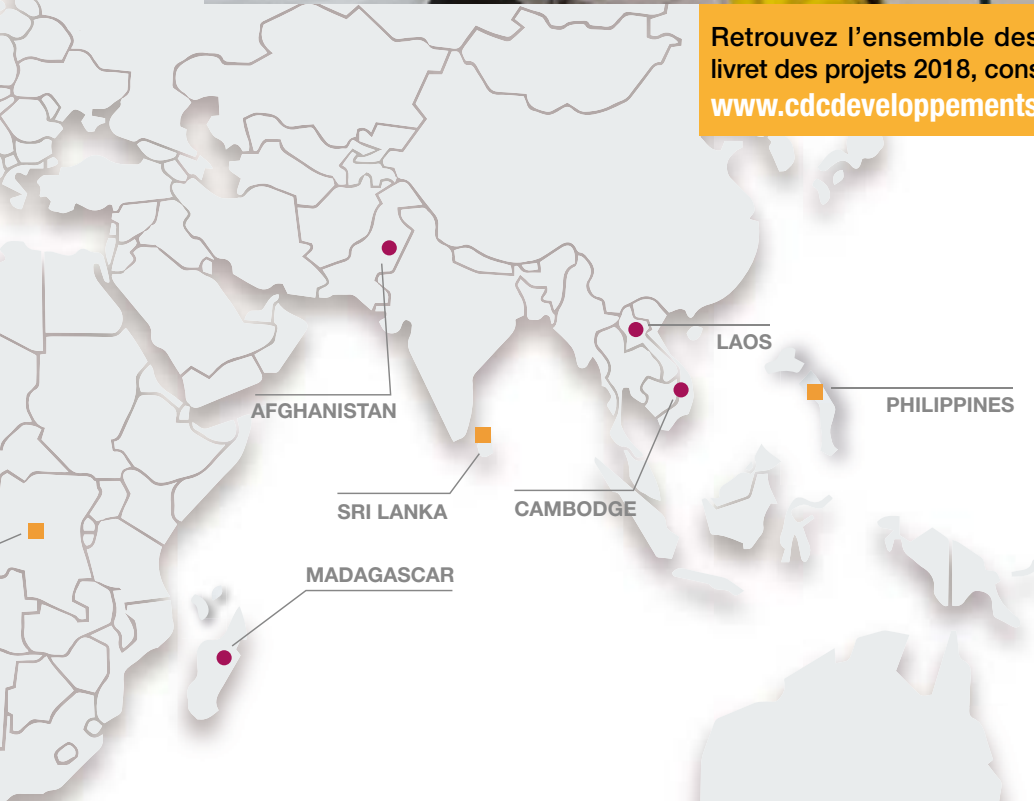 Retrouvez l'ensemble des
livret des projets 2018, cons
www.cdcdeveloppements
LAOS
AFGHANISTAN
PHILIPPINES
SRI LANKA
CAMBODGE
MADAGASCAR